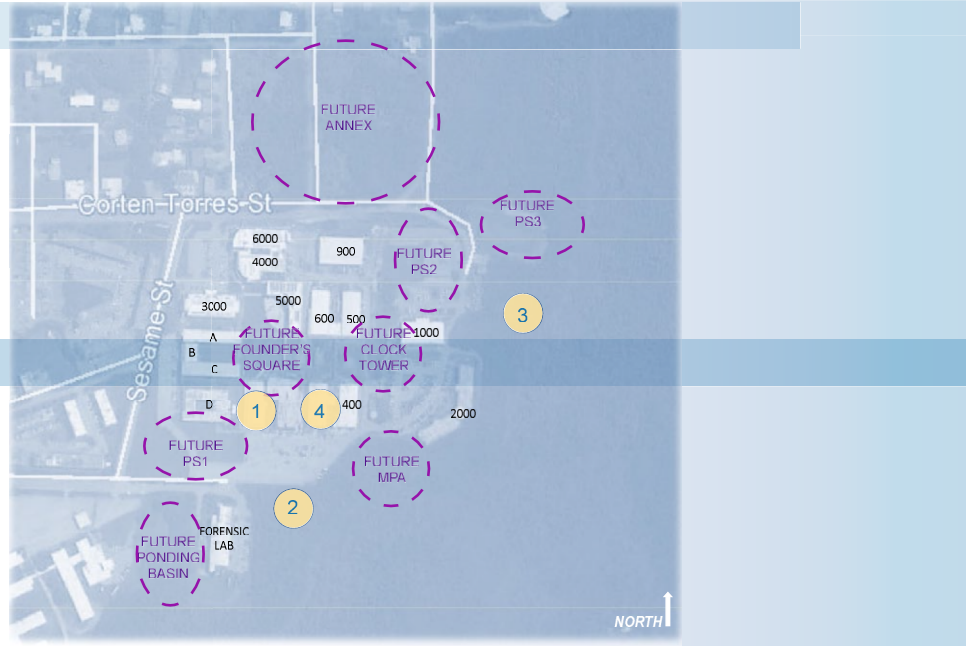 FUTURE
ANNEX
Corten Torres St
FUTURE
PS3
6000
4000
900
FUTURE
PS2
Sesame St
3000
5000
600
500
3
A
B
C
FUTURE
FOUNDER'S
SQUARE
FUTURE
CLOCK
TOWER
1000
D
1
4
400
2000
FUTURE
PS1
FUTURE
MPA
2
FORENSIC
LAB
FUTURE
PONDING
BASIN
NORTH